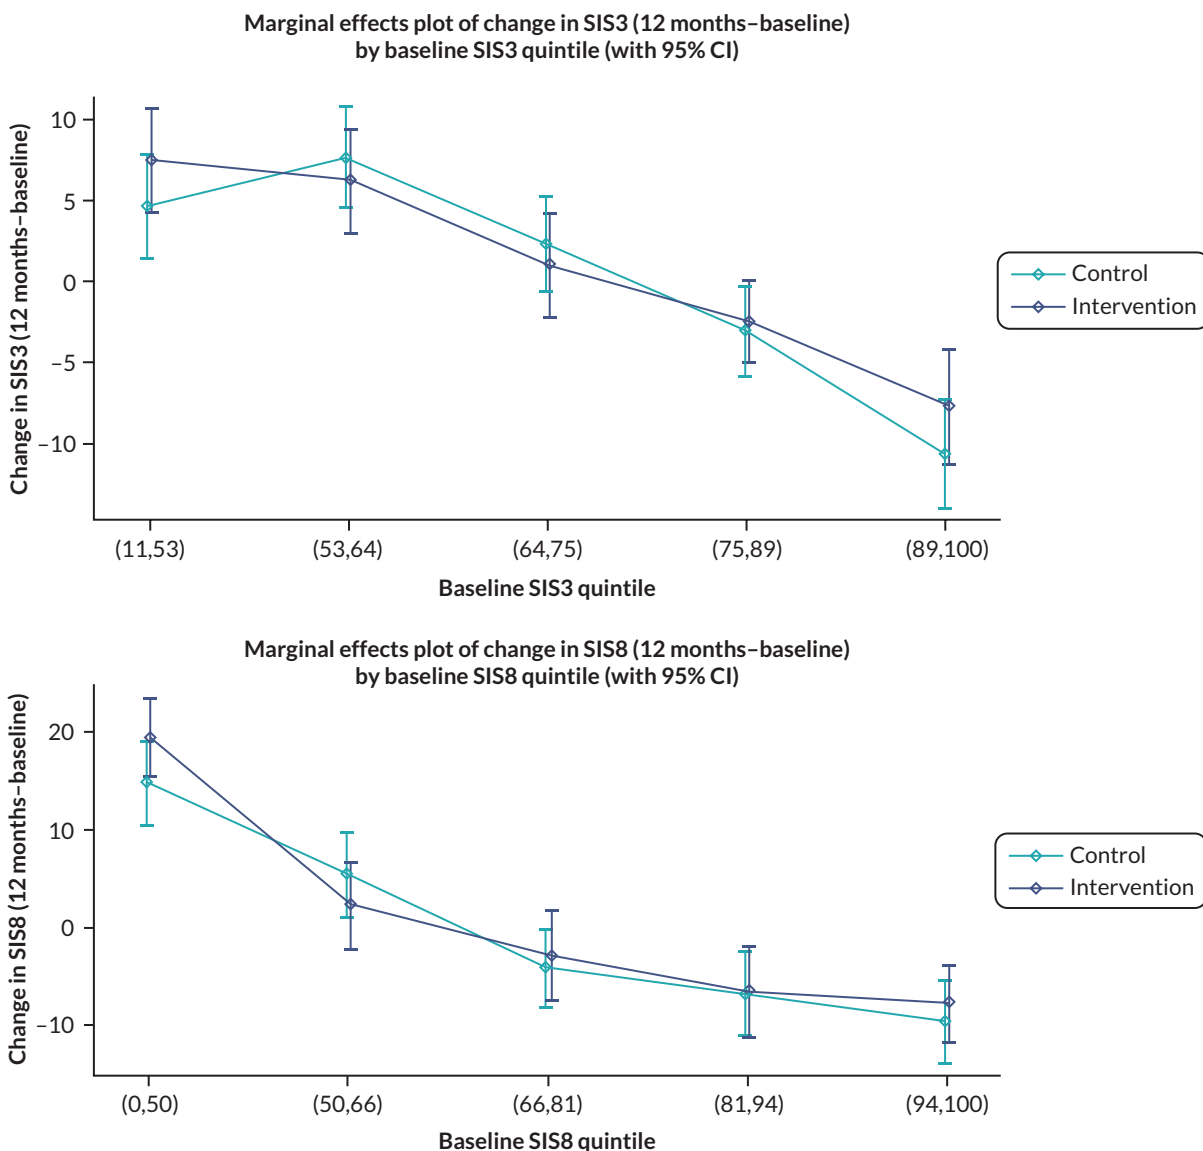 Marginal effects plot of change in SIS3 (12 months–baseline)
by baseline SIS3 quintile (with 95% CI)
Change in SIS3 (12 months–baseline)
10
5
0
–5
–10
(11,53)
(53,64)
(64,75)
(75,89)
(89,100)
Baseline SIS3 quintile
Control
Intervention
Marginal effects plot of change in SIS8 (12 months–baseline)
by baseline SIS8 quintile (with 95% CI)
Change in SIS8 (12 months–baseline)
20
10
0
–10
(0,50)
(50,66)
(66,81)
(81,94)
(94,100)
Baseline SIS8 quintile
Control
Intervention